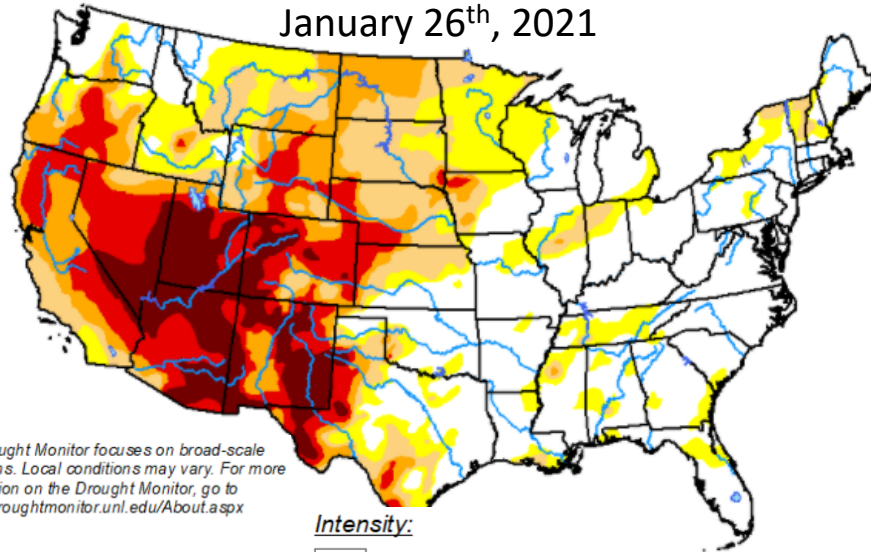 January 26th, 2021
ught Monitor focuses on broad-scale
ns. Local conditions may vary. For more
ion on the Drought Monitor, go to
roughtmonitor.unl.edu/About.aspx
Intensity: